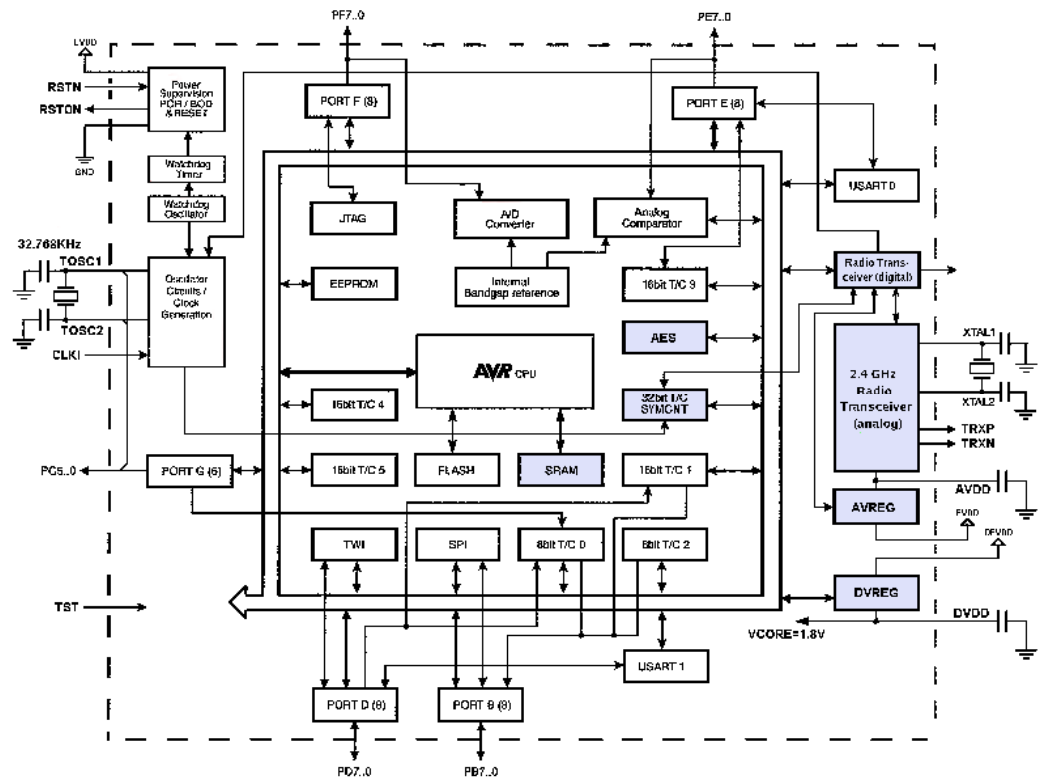 PF7..0
PE7..0
EVDD
RSTN
RSTON
GND
Power
Supervision
POR / BOD
& RESET
PORT F (8)
PORT E (8)
Watchdog
Timer
Watchdog
Oscillator
USART 0
JTAG
A/D
Converter
Analog
Comparator
32.768KHz
TOSC1
TOSC2
CLKI
Oscillator
Circuits /
Clock
Generation
EEPROM
Internal
Bandgap reference
16bit T/C 3
Radio Trans-
ceiver (digital)
AES
AVR CPU
XTAL1
XTAL2
2.4 GHz
Radio
Transceiver
(analog)
TRXP
TRXN
16bit T/C 4
32bit T/C
SYMCNT
PG5..0
PORT G (6)
16bit T/C 5
FLASH
SRAM
16bit T/C 1
AVREG
AVDD
EVDD
DEVDD
TWI
SPI
8bit T/C 0
8bit T/C 2
TST
DVREG
DVDD
VCORE=1.8V
USART 1
PORT D (8)
PORT B (8)
PD7..0
PB7..0